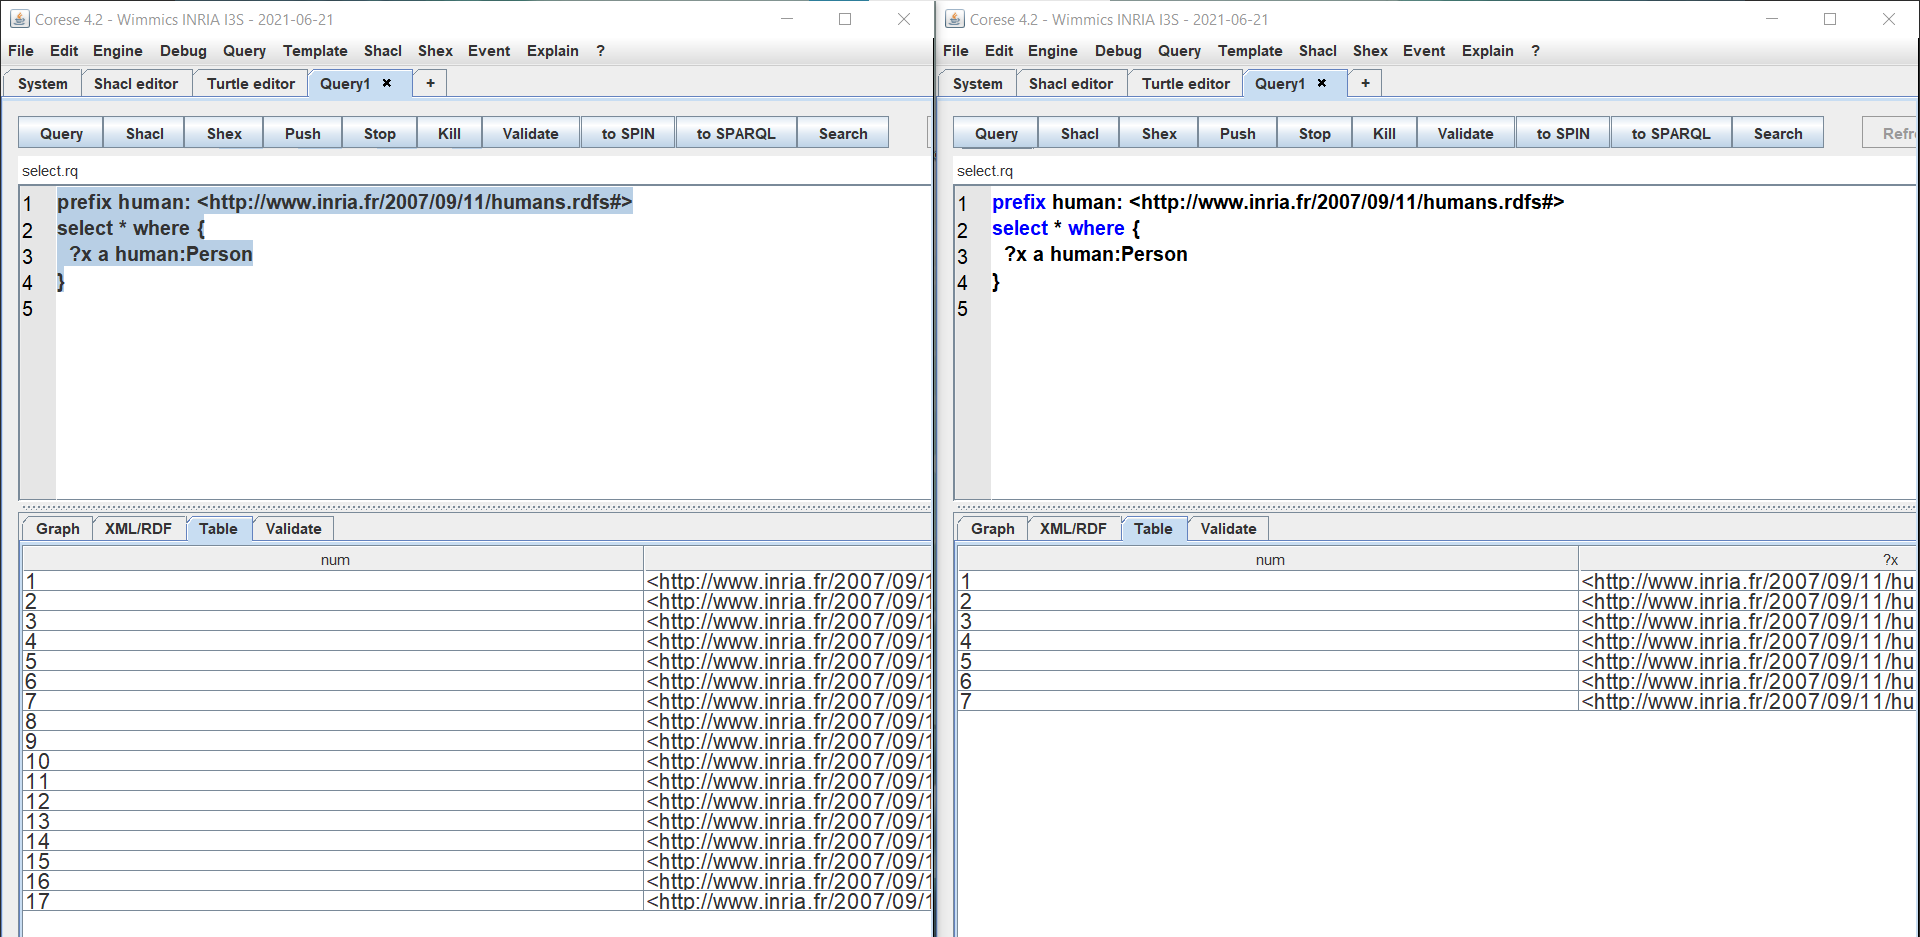 Corese 4.2 - Wimmics INRIA I3S - 2021-06-21
File Edit Engine Debug Query Template Shacl Shex Event Explain ?
System Shacl editor Turtle editor Query1 × +
Query Shacl Shex Push Stop Kill Validate to SPIN to SPARQL Search
select.rq
1 prefix human: <http://www.inria.fr/2007/09/11/humans.rdfs#>
2 select * where {
3 ?x a human:Person
4 }
5
Graph XML/RDF Table Validate
num
1 <http://www.inria.fr/2007/09/1
2 <http://www.inria.fr/2007/09/1
3 <http://www.inria.fr/2007/09/1
4 <http://www.inria.fr/2007/09/1
5 <http://www.inria.fr/2007/09/1
6 <http://www.inria.fr/2007/09/1
7 <http://www.inria.fr/2007/09/1
8 <http://www.inria.fr/2007/09/1
9 <http://www.inria.fr/2007/09/1
10 <http://www.inria.fr/2007/09/1
11 <http://www.inria.fr/2007/09/1
12 <http://www.inria.fr/2007/09/1
13 <http://www.inria.fr/2007/09/1
14 <http://www.inria.fr/2007/09/1
15 <http://www.inria.fr/2007/09/1
16 <http://www.inria.fr/2007/09/1
17 <http://www.inria.fr/2007/09/1
Corese 4.2 - Wimmics INRIA I3S - 2021-06-21
File Edit Engine Debug Query Template Shacl Shex Event Explain ?
System Shacl editor Turtle editor Query1 × +
Query Shacl Shex Push Stop Kill Validate to SPIN to SPARQL Search Refr
select.rq
1 prefix human: <http://www.inria.fr/2007/09/11/humans.rdfs#>
2 select * where {
3 ?x a human:Person
4 }
5
Graph XML/RDF Table Validate
num ?x
1 <http://www.inria.fr/2007/09/11/hu
2 <http://www.inria.fr/2007/09/11/hu
3 <http://www.inria.fr/2007/09/11/hu
4 <http://www.inria.fr/2007/09/11/hu
5 <http://www.inria.fr/2007/09/11/hu
6 <http://www.inria.fr/2007/09/11/hu
7 <http://www.inria.fr/2007/09/11/hu